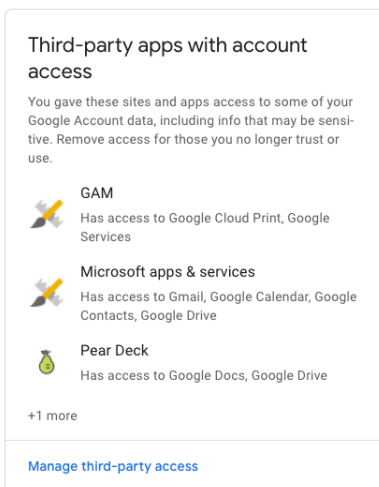 Third-party apps with account
access
You gave these sites and apps access to some of your
Google Account data, including info that may be sensi-
tive. Remove access for those you no longer trust or
use.
GAM
Has access to Google Cloud Print, Google
Services
Microsoft apps & services
Has access to Gmail, Google Calendar, Google
Contacts, Google Drive
Pear Deck
Has access to Google Docs, Google Drive
+1 more
Manage third-party access